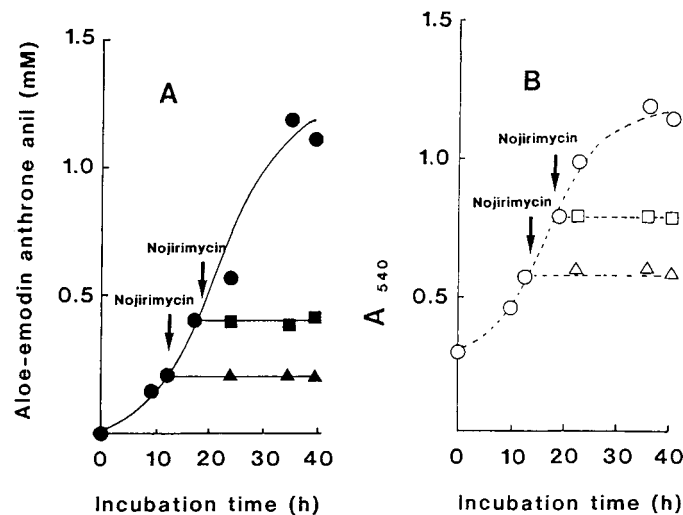 A
Aloe-emodin anthrone anil (mM)
1.5
1.0
0.5
Nojirimycin
Nojirimycin
0
10
20
30
40
Incubation time (h)
B
A 540
1.5
1.0
0.5
Nojirimycin
Nojirimycin
0
10
20
30
40
Incubation time (h)